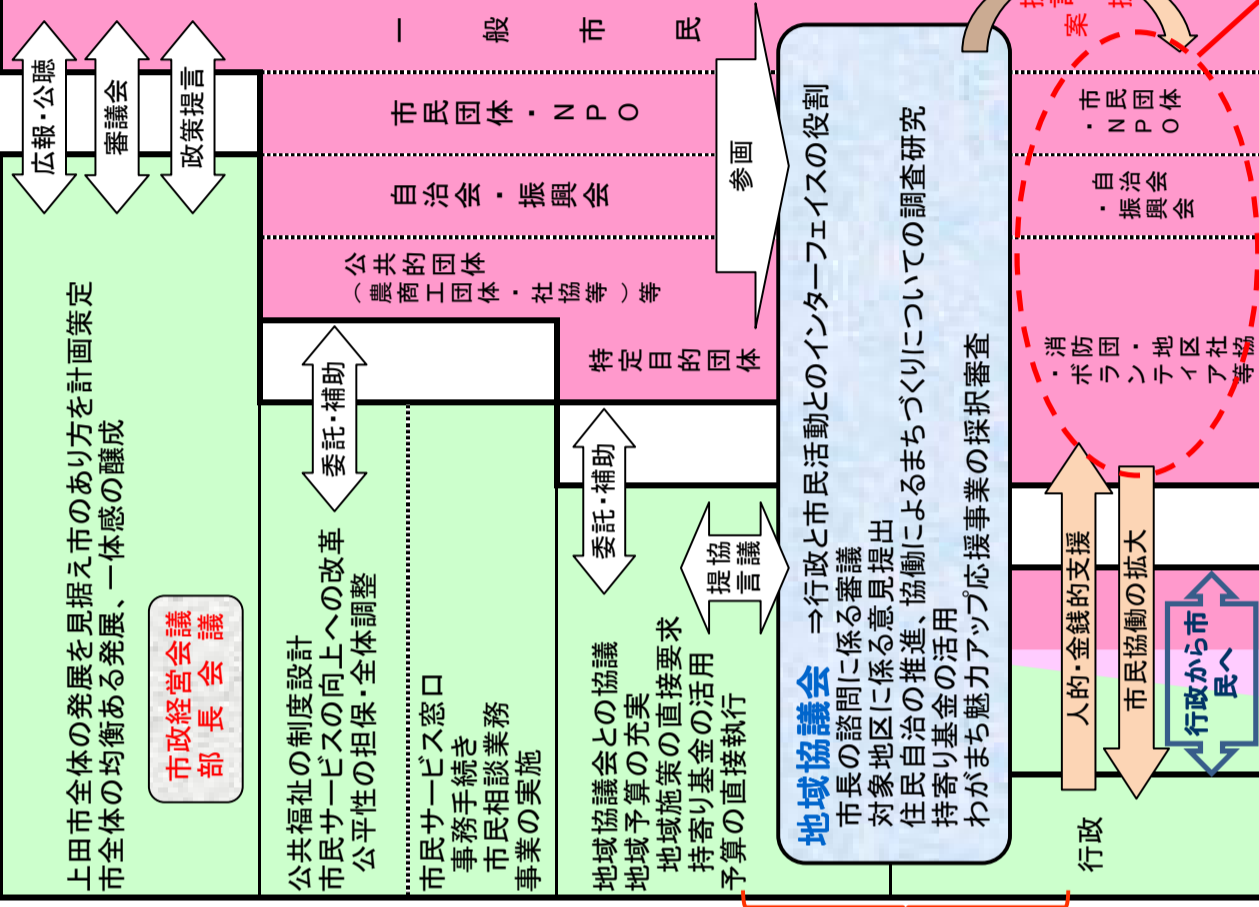 広報・公聴
審議会
政策提言
上田市全体の発展を見据え市のあり方を計画策定
市全体の均衡ある発展、一体感の醸成
市政経営会議
部長会議
一般市民
市民団体・NPO
自治会・振興会
公共的団体
（農商工団体・社協等）等
特定目的団体
委託・補助
公共福祉の制度設計
市民サービスの向上への改革
公平性の担保・全体調整
市民サービス窓口
事務手続き
市民相談業務
事業の実施
委託・補助
地域協議会との協議
地域予算の充実
地域施策の直接要求
持寄り基金の活用
予算の直接執行
提言
協議
参画
地域協議会 ⇒行政と市民活動とのインターフェイスの役割
市長の諮問に係る審議
対象地区に係る意見提出
住民自治の推進、協働によるまちづくりについての調査研究
持寄り基金の活用
わがまち魅力アップ応援事業の採択審査
案
・市民団体
・NPO
・自治会
・振興会
・消防団・地区社協
ボランティア等
人的・金銭的支援
市民協働の拡大
行政から市
民へ
行政